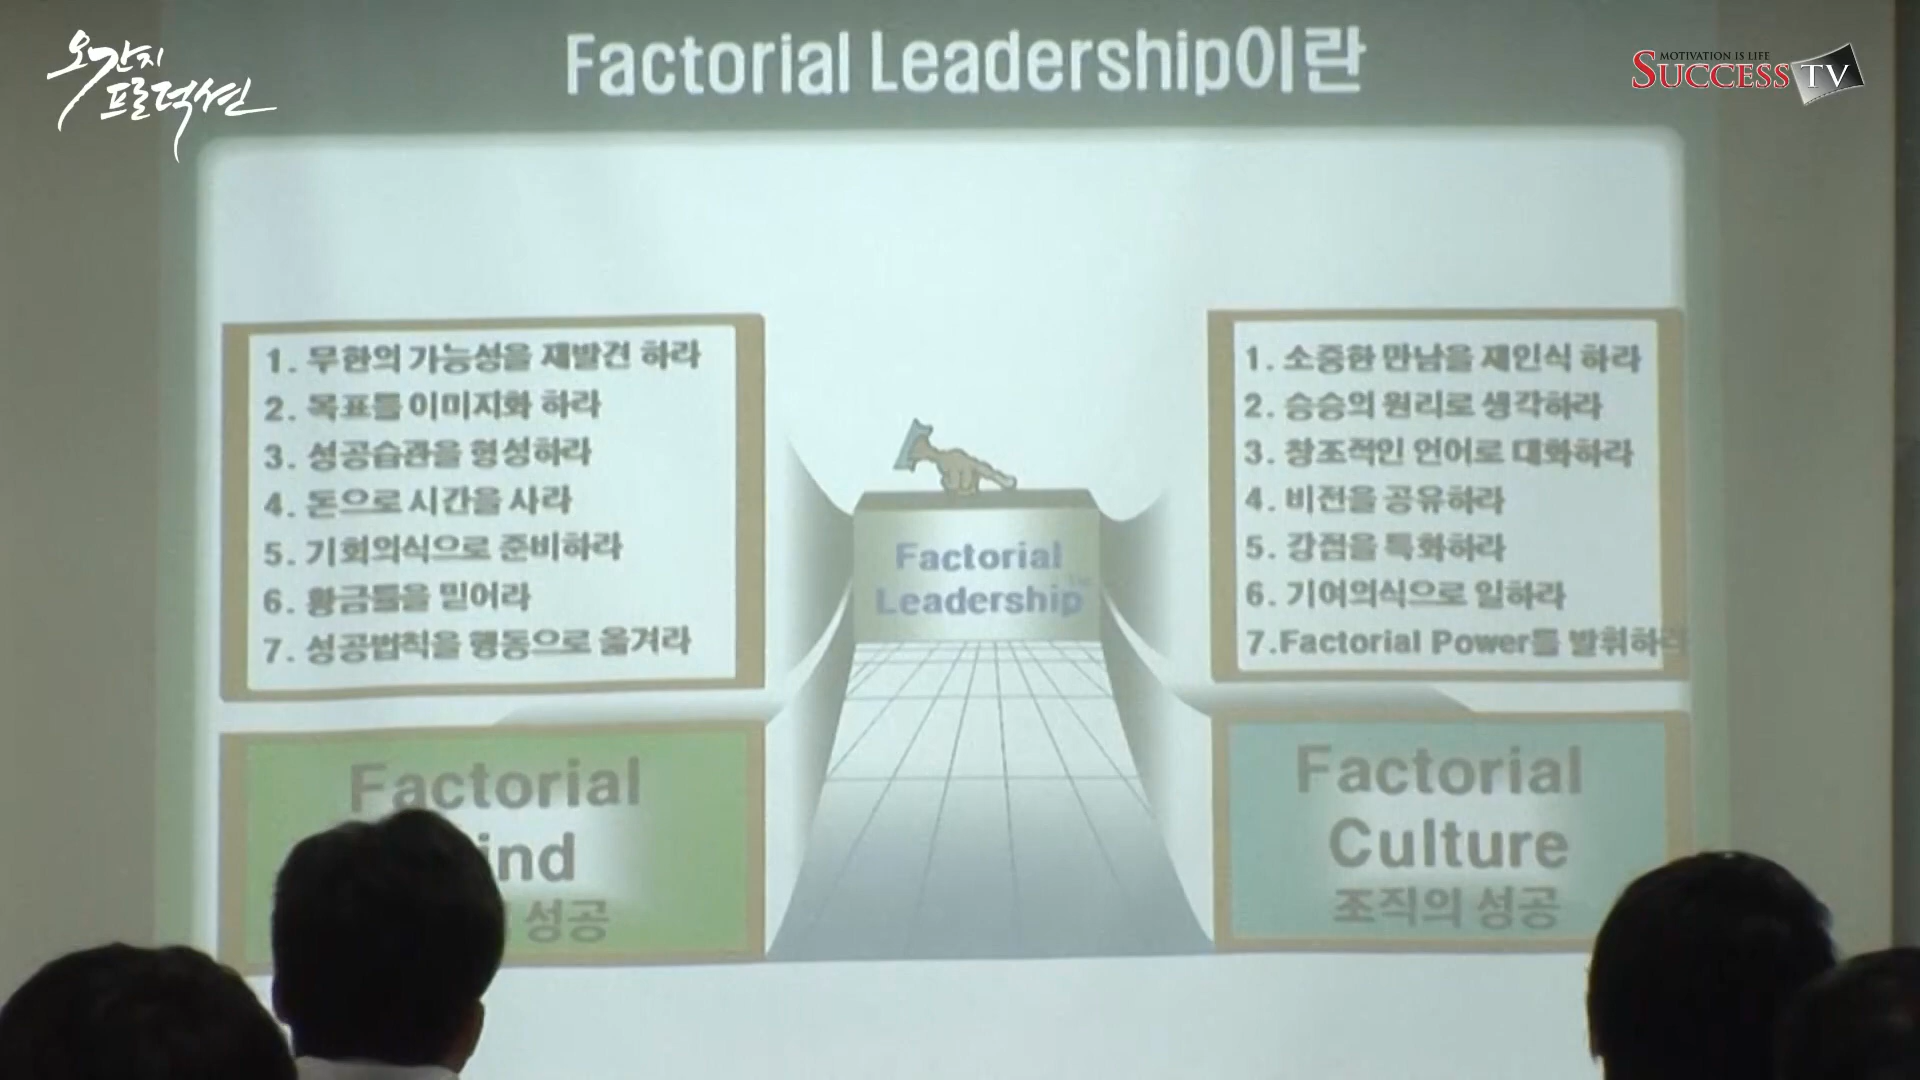 오간지
프로덕션
MOTIVATION IS LIFE
SUCCESS TV
Factorial Leadership이란
1. 무한의 가능성을 재발견 하라
2. 목표를 이미지화 하라
3. 성공습관을 형성하라
4. 돈으로 시간을 사라
5. 기회의식으로 준비하라
6. 황금률을 믿어라
7. 성공법칙을 행동으로 옮겨라
Factorial
성공
Factorial
Leadership
1. 소중한 만남을 재인식 하라
2. 승승의 원리로 생각하라
3. 창조적인 언어로 대화하라
4. 비전을 공유하라
5. 강점을 특화하라
6. 기여의식으로 일하라
7.Factorial Power를 발휘하라
Factorial
Culture
조직의 성공